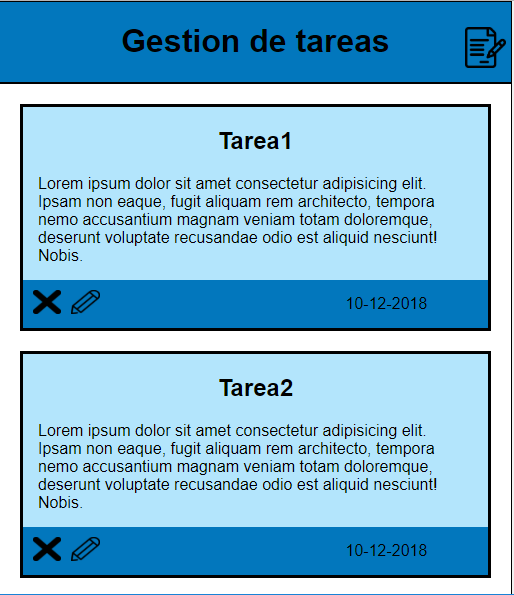 Gestion de tareas
Tarea1
Lorem ipsum dolor sit amet consectetur adipisicing elit.
Ipsam non eaque, fugit aliquam rem architecto, tempora
nemo accusantium magnam veniam totam doloremque,
deserunt voluptate recusandae odio est aliquid nesciunt!
Nobis.
10-12-2018
Tarea2
Lorem ipsum dolor sit amet consectetur adipisicing elit.
Ipsam non eaque, fugit aliquam rem architecto, tempora
nemo accusantium magnam veniam totam doloremque,
deserunt voluptate recusandae odio est aliquid nesciunt!
Nobis.
10-12-2018